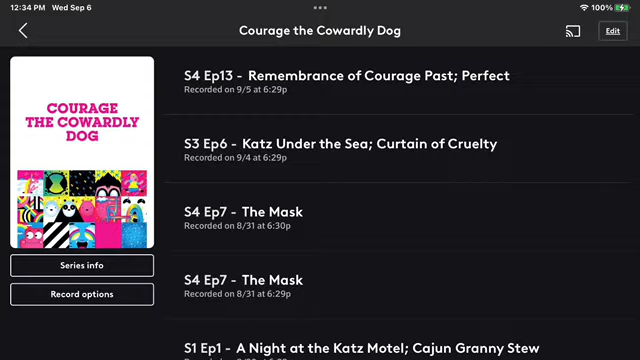 12:34 PM Wed Sep 6
100%
Courage the Cowardly Dog
Edit
COURAGE
THE COWARDLY
DOG
Series info
Record options
S4 Ep13 - Remembrance of Courage Past; Perfect
Recorded on 9/5 at 6:29p
S3 Ep6 - Katz Under the Sea; Curtain of Cruelty
Recorded on 9/4 at 6:29p
S4 Ep7 - The Mask
Recorded on 8/31 at 6:30p
S4 Ep7 - The Mask
Recorded on 8/31 at 6:29p
S1 Ep1 - A Night at the Katz Motel; Cajun Granny Stew